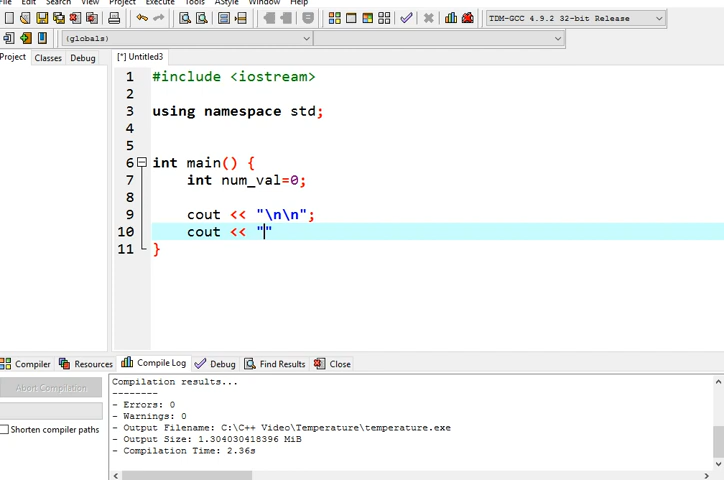 File Edit Search View Project Execute Tools AStyle Window Help
TDM-GCC 4.9.2 32-bit Release
(globals)
Project Classes Debug [*] Untitled3
1 #include <iostream>
2
3 using namespace std;
4
5
6 int main() {
7 int num_val=0;
8
9 cout << "\n\n";
10 cout << ""
11 }
Compiler Resources Compile Log Debug Find Results Close
Abort Compilation
Shorten compiler paths
Compilation results...
--------
- Errors: 0
- Warnings: 0
- Output Filename: C:\C++ Video\Temperature\temperature.exe
- Output Size: 1.304030418396 MiB
- Compilation Time: 2.36s